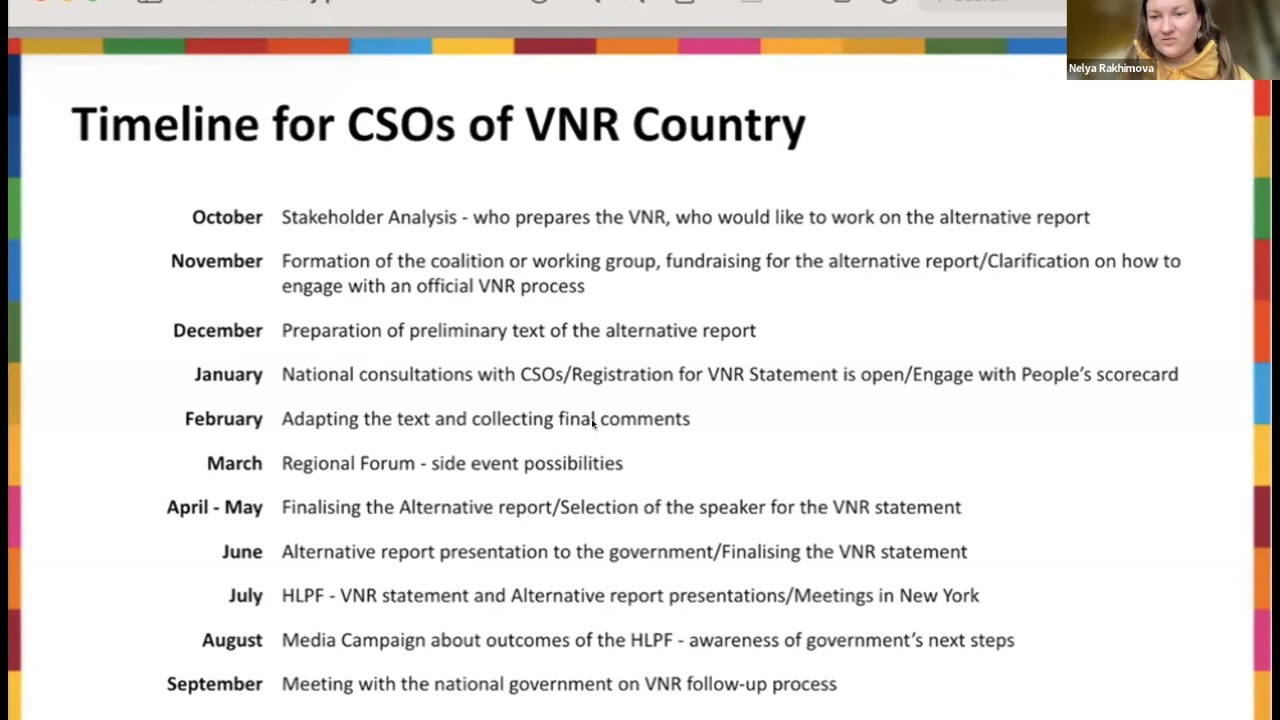 Nelya Rakhimova
Timeline for CSOs of VNR Country
October Stakeholder Analysis - who prepares the VNR, who would like to work on the alternative report
November Formation of the coalition or working group, fundraising for the alternative report/Clarification on how to
engage with an official VNR process
December Preparation of preliminary text of the alternative report
January National consultations with CSOs/Registration for VNR Statement is open/Engage with People's scorecard
February Adapting the text and collecting final comments
March Regional Forum - side event possibilities
April - May Finalising the Alternative report/Selection of the speaker for the VNR statement
June Alternative report presentation to the government/Finalising the VNR statement
July HLPF - VNR statement and Alternative report presentations/Meetings in New York
August Media Campaign about outcomes of the HLPF - awareness of government's next steps
September Meeting with the national government on VNR follow-up process